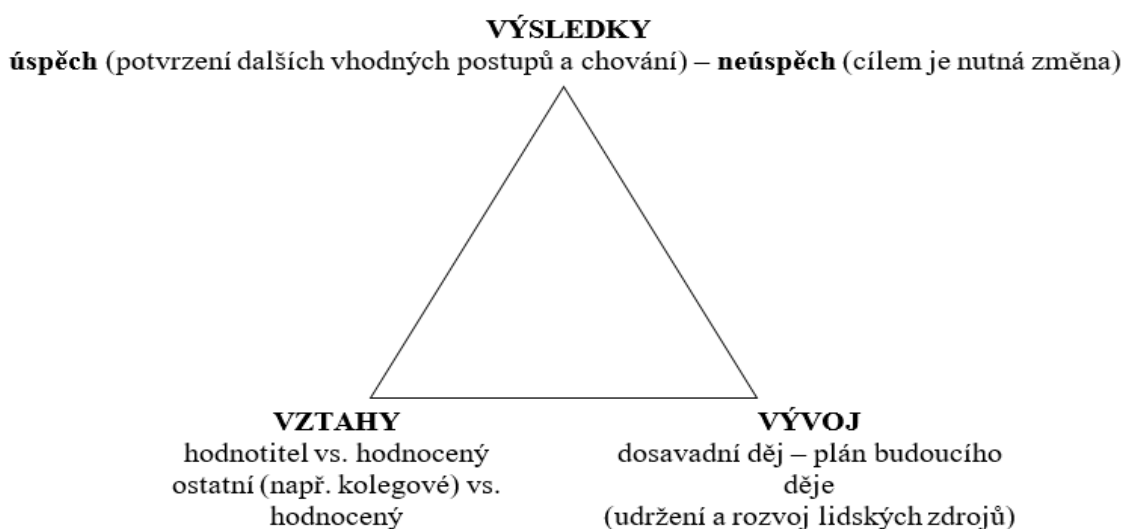 VÝSLEDKY
úspěch (potvrzení dalších vhodných postupů a chování) – neúspěch (cílem je nutná změna)
VZTAHY
hodnotitel vs. hodnocený
ostatní (např. kolegové) vs.
hodnocený
VÝVOJ
dosavadní děj – plán budoucího
děje
(udržení a rozvoj lidských zdrojů)